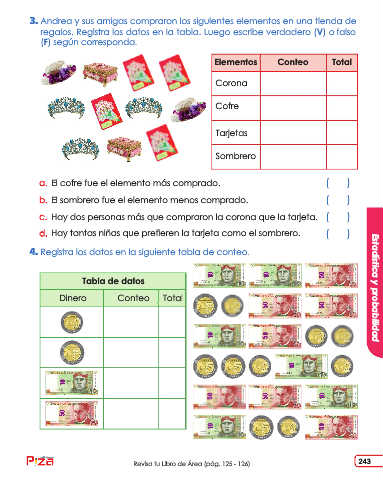 3. Andrea y sus amigas compraron los siguientes elementos en una tienda de
regalos. Registra los datos en la tabla. Luego escribe verdadero (V) o falso
(F) según corresponda.
Elementos Conteo Total
Corona
Cofre
Tarjetas
Sombrero
a. El cofre fue el elemento más comprado. ( )
b. El sombrero fue el elemento menos comprado. ( )
c. Hay dos personas más que compraron la corona que la tarjeta. ( )
d. Hay tantas niñas que prefieren la tarjeta como el sombrero. ( )
4. Registra los datos en la siguiente tabla de conteo.
Tabla de datos
Dinero Conteo Total
Estadística y probabilidad
Revisa tu Libro de Área (pág. 125 - 126)
243